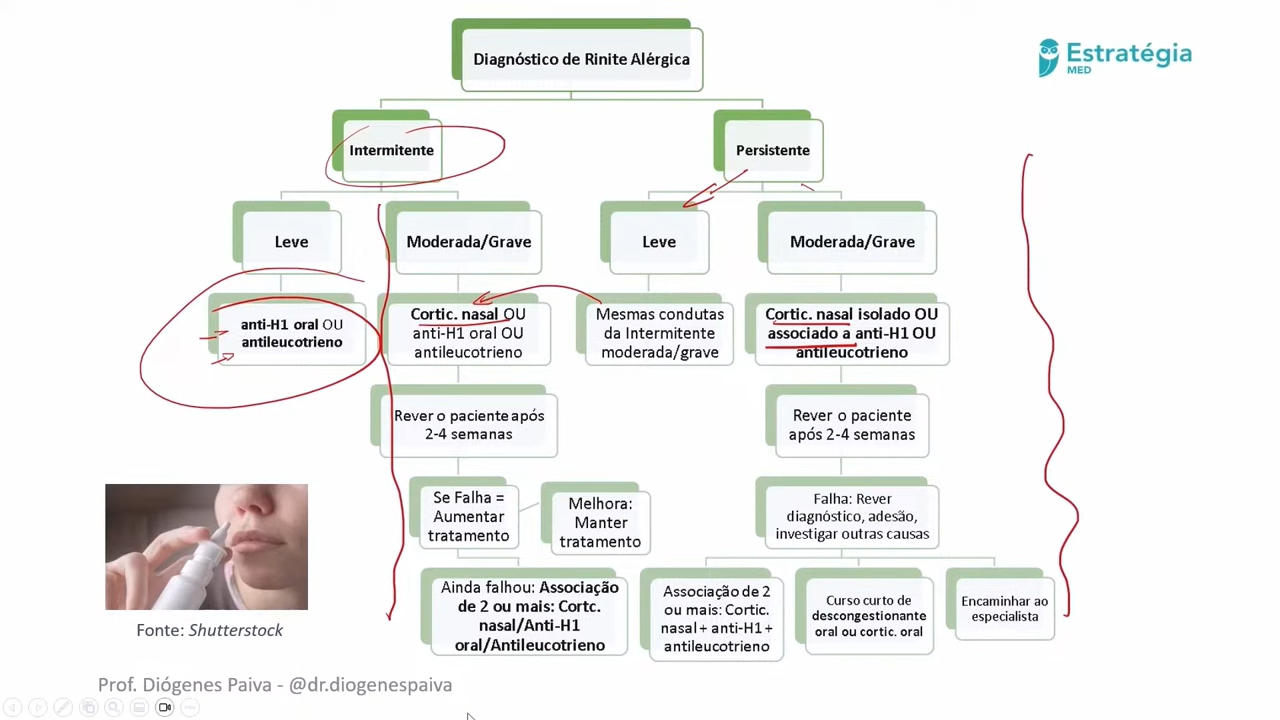 Diagnóstico de Rinite Alérgica
Estratégia
MED
Intermitente
Persistente
Leve
Moderada/Grave
Leve
Moderada/Grave
anti-H1 oral OU
antileucotrieno
Cortic. nasal OU
anti-H1 oral OU
antileucotrieno
Mesmas condutas
da Intermitente
moderada/grave
Cortic. nasal isolado OU
associado a anti-H1 OU
antileucotrieno
Rever o paciente após
2-4 semanas
Rever o paciente
após 2-4 semanas
Se Falha =
Aumentar
tratamento
Melhora:
Manter
tratamento
Falha: Rever
diagnóstico, adesão,
investigar outras causas
Ainda falhou: Associação
de 2 ou mais: Cortc.
nasal/Anti-H1
oral/Antileucotrieno
Associação de 2
ou mais: Cortic.
nasal + anti-H1 +
antileucotrieno
Curso curto de
descongestionante
oral ou cortic. oral
Encaminhar ao
especialista
Fonte: Shutterstock
Prof. Diógenes Paiva - @dr.diogenespaiva